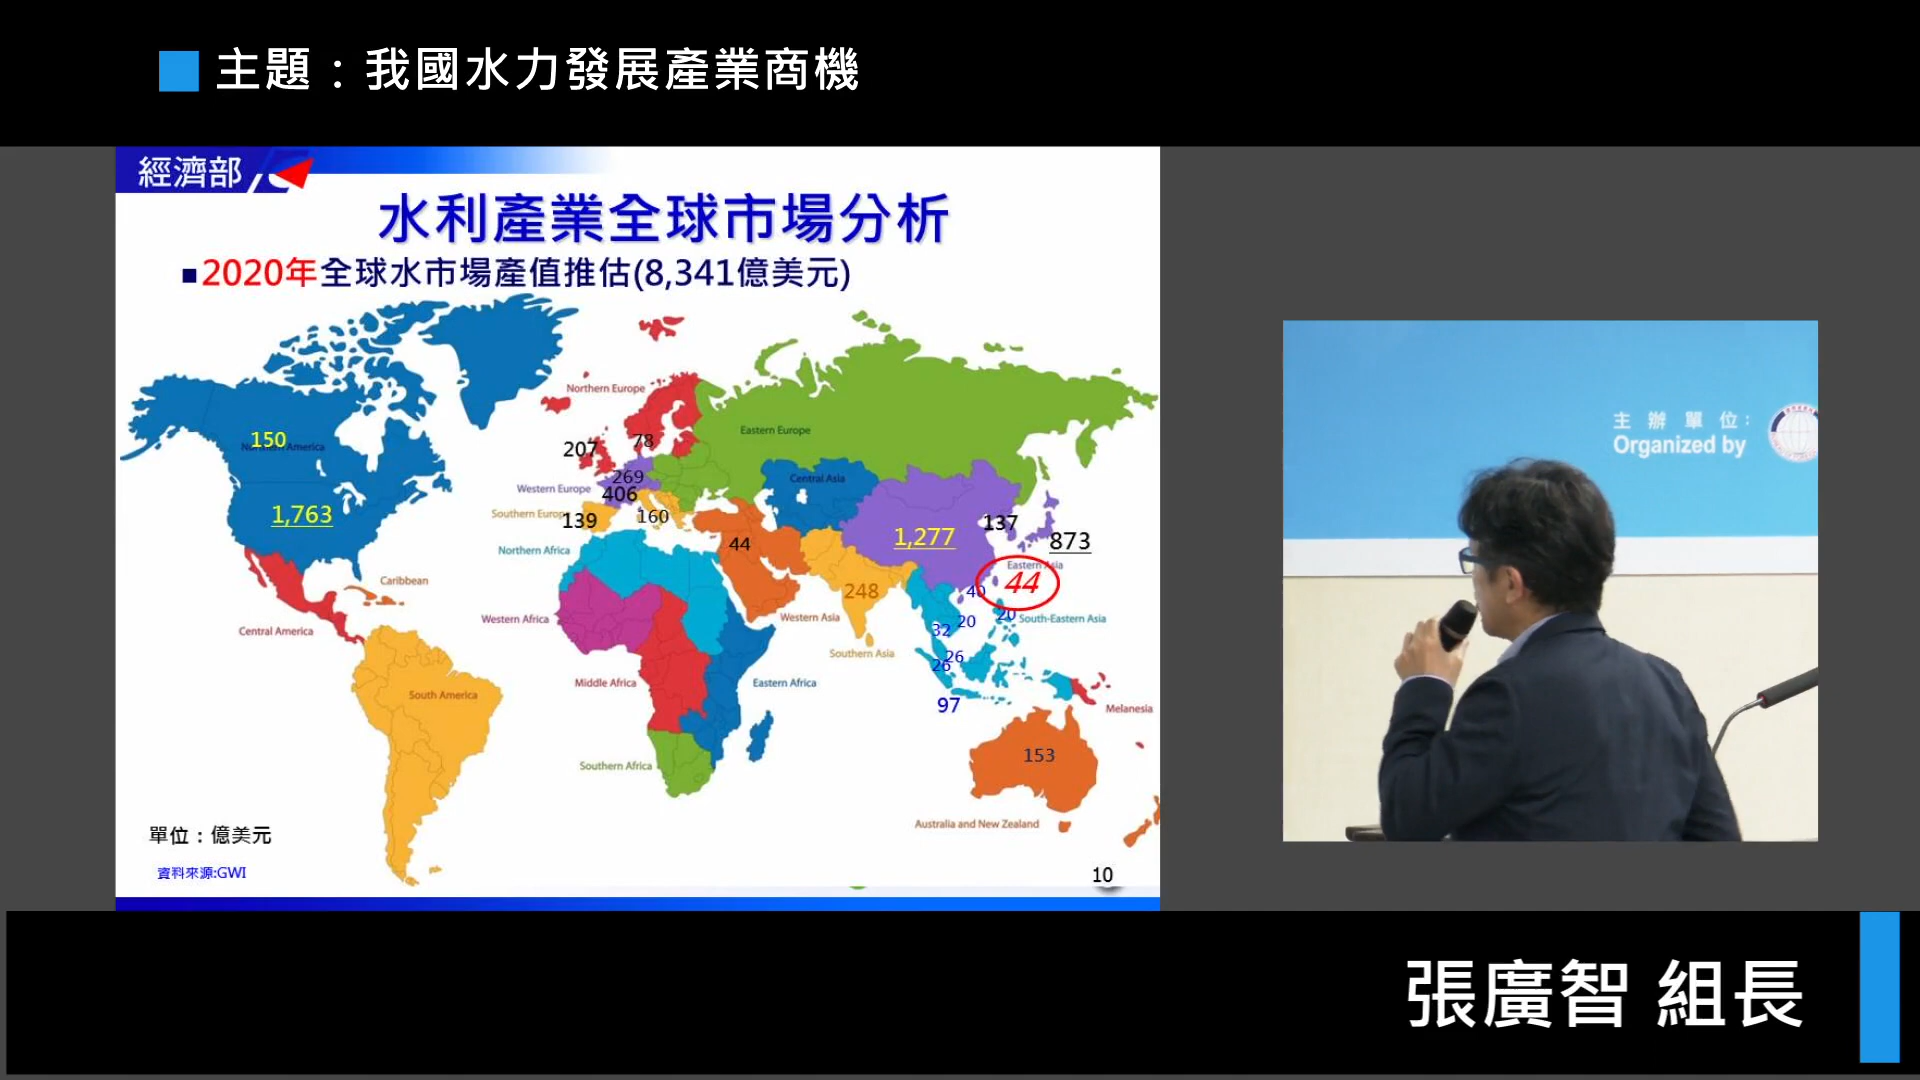 主題：我國水力發展產業商機
經濟部
水利產業全球市場分析
■2020年全球水市場產值推估(8,341億美元)
Northern Europe
150
Northern America
207
78
Eastern Europe
269
Central Asia
Western Europe
406
1,763
Southern Europe
139
160
137
1,277
873
44
Northern Africa
Eastern Asia
44
Caribbean
248
40
Western Africa
Western Asia
20
South-Eastern Asia
20
32
Central America
Southern Asia
26
26
Middle Africa
Eastern Africa
South America
97
Melanesia
153
Southern Africa
Australia and New Zealand
單位：億美元
資料來源:GWI
10
主 辦 單 位：
Organized by
張廣智 組長